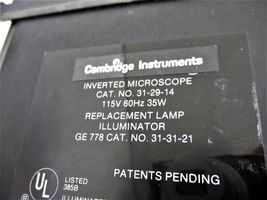 Cambridge Instruments
INVERTED MICROSCOPE
CAT. NO. 31-29-14
115V 60Hz 35W
REPLACEMENT LAMP
ILLUMINATOR
GE 778 CAT. NO. 31-31-21
PATENTS PENDING
UL
LISTED
385B